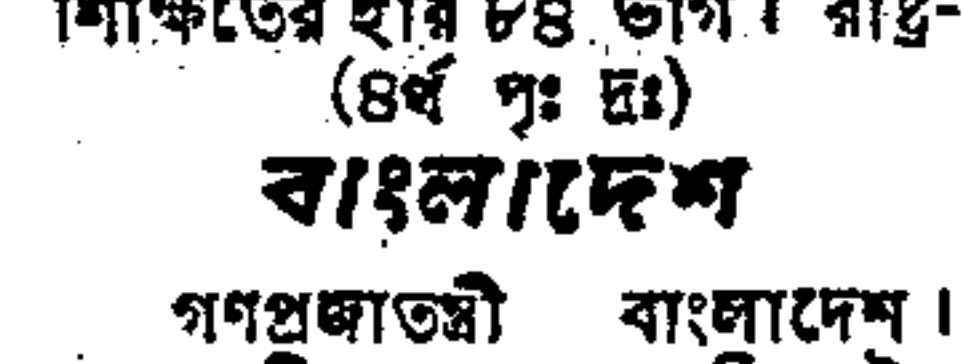 শিক্ষিতের হার ৮৪ ভাগ। রাষ্ট্র-
(৪র্থ পৃঃ দ্রঃ)
বাংলাদেশ
গণপ্রজাতন্ত্রী বাংলাদেশ।